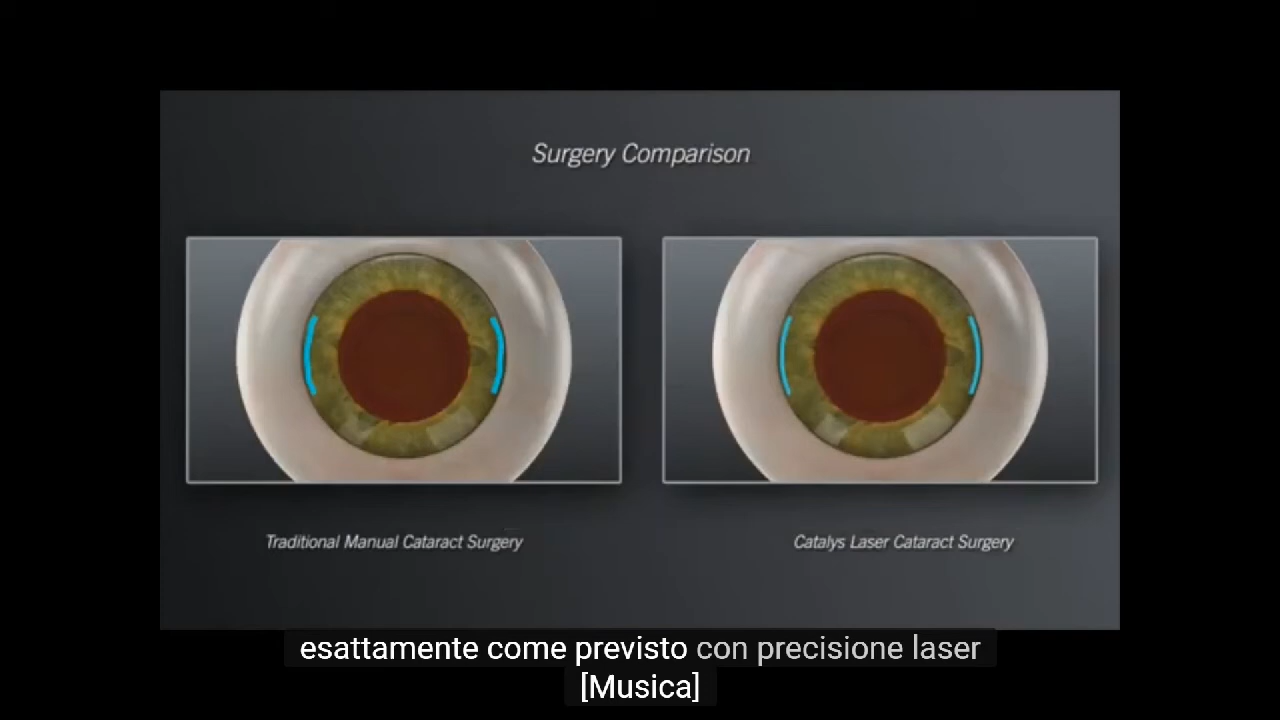 Surgery Comparison
Traditional Manual Cataract Surgery
Catalys Laser Cataract Surgery
esattamente come previsto con precisione laser
[Musica]